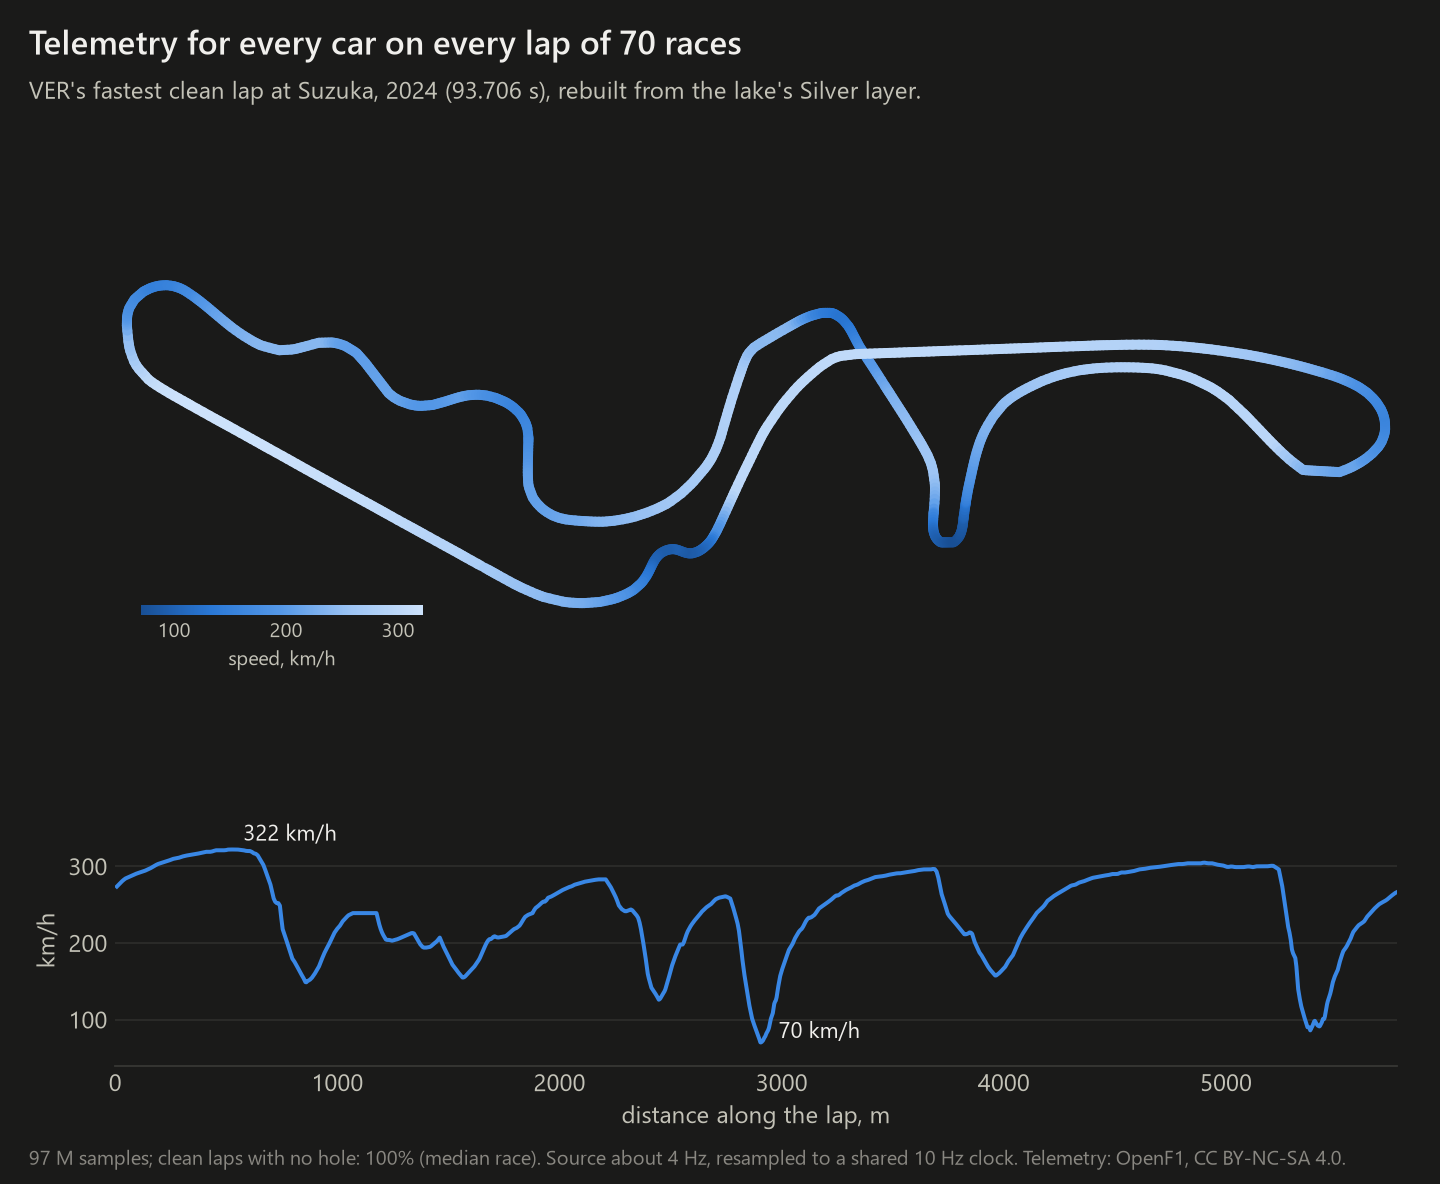 Telemetry for every car on every lap of 70 races
VER's fastest clean lap at Suzuka, 2024 (93.706 s), rebuilt from the lake's Silver layer.
100 200 300
speed, km/h
322 km/h
300
200
100
km/h
70 km/h
0 1000 2000 3000 4000 5000
distance along the lap, m
97 M samples; clean laps with no hole: 100% (median race). Source about 4 Hz, resampled to a shared 10 Hz clock. Telemetry: OpenF1, CC BY-NC-SA 4.0.